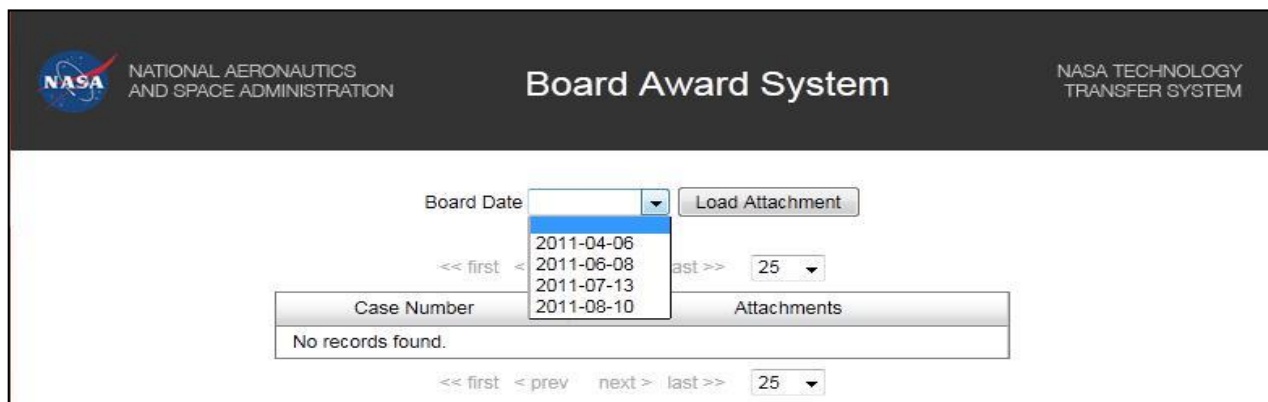 NASA
NATIONAL AERONAUTICS
AND SPACE ADMINISTRATION
Board Award System
NASA TECHNOLOGY
TRANSFER SYSTEM
Board Date
Load Attachment
2011-04-06
2011-06-08
2011-07-13
2011-08-10
<< first < ast >> 25
Case Number Attachments
No records found.
<< first < prev next > last >> 25